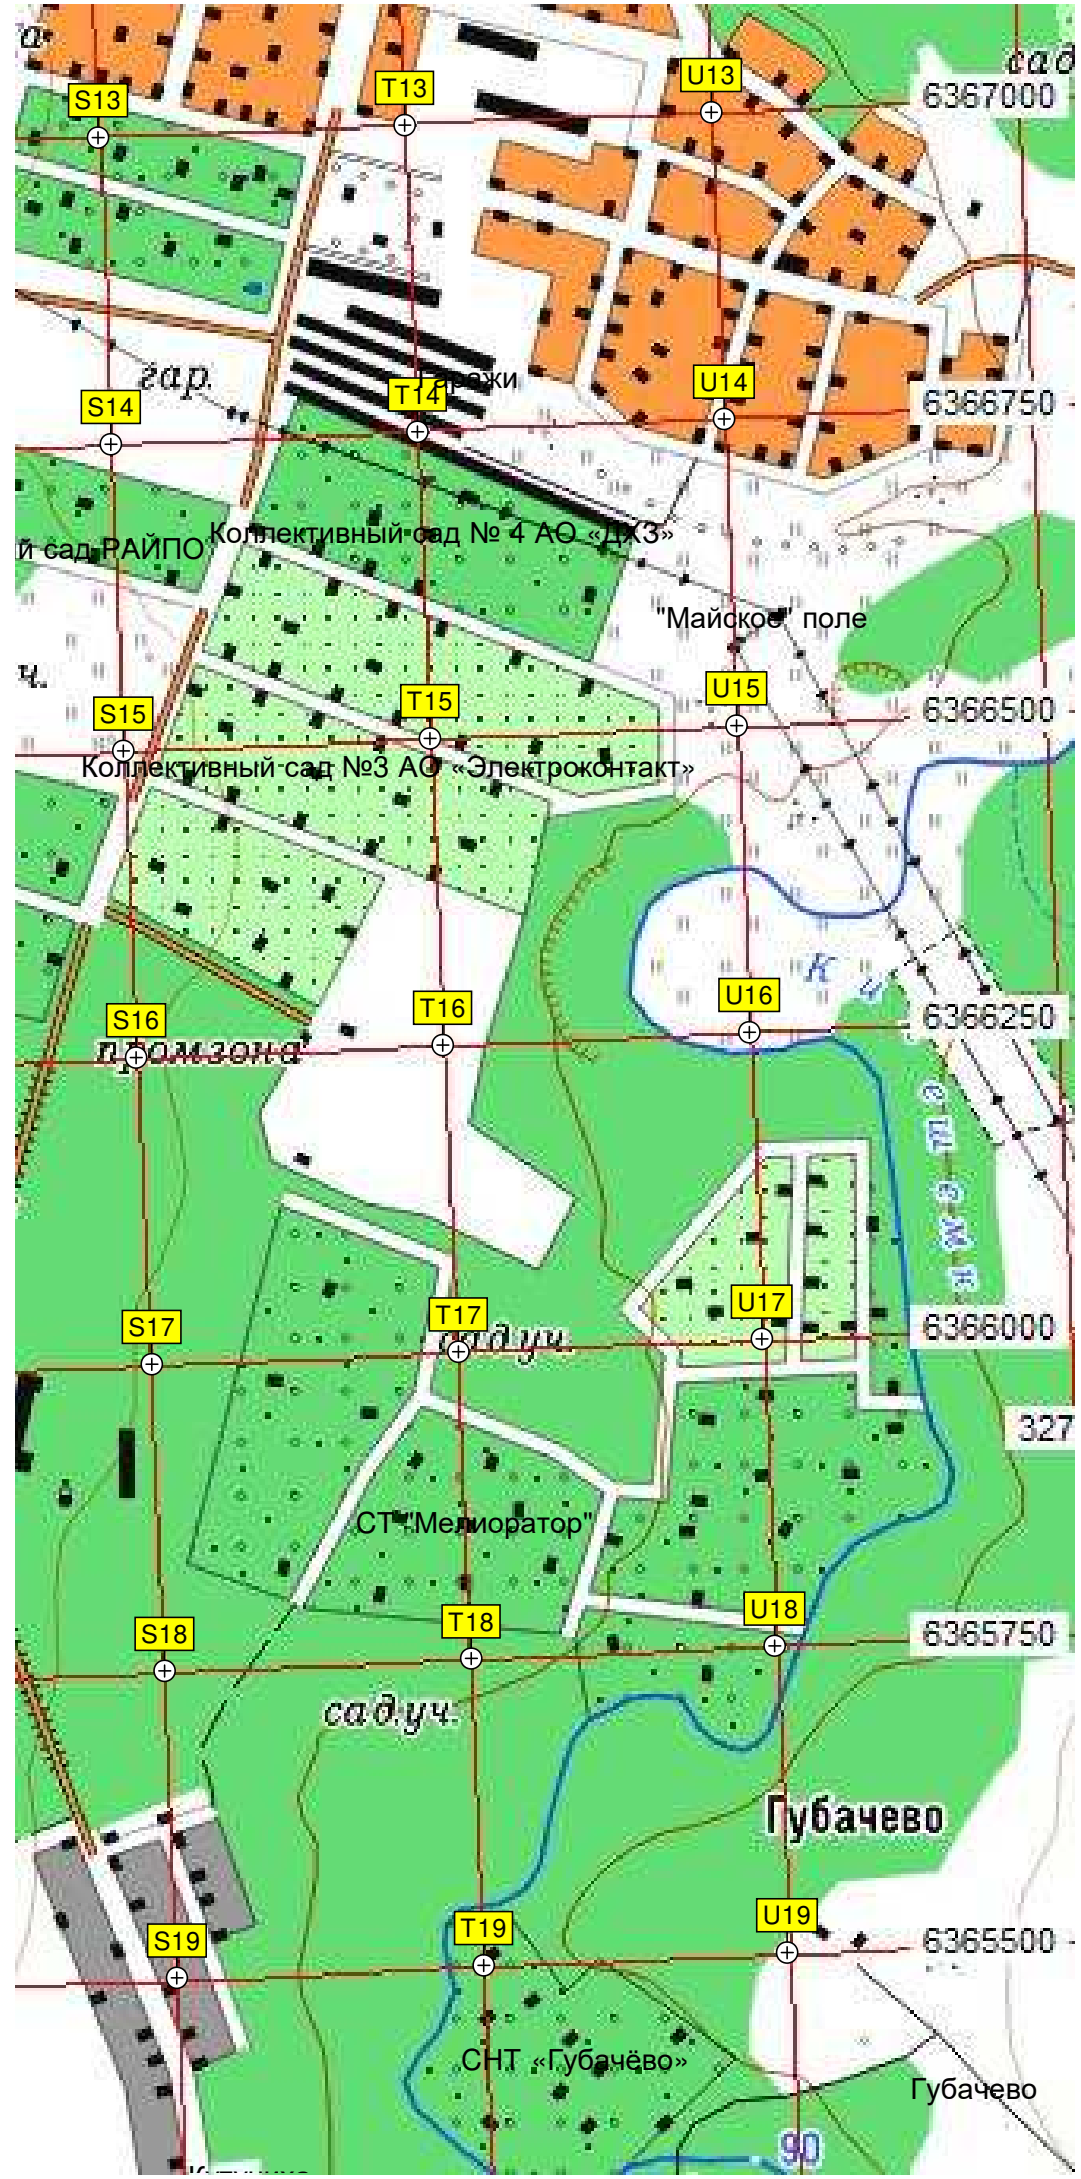 а.
сад
S13
T13
U13
6367000
гар.
Гаражи
S14
T14
U14
6366750
Коллективный сад № 4 АО «ДХЗ»
й сад РАЙПО
"Майское" поле
ч.
S15
T15
U15
6366500
Коллективный сад №3 АО «Электроконтакт»
К и
S16
T16
U16
6366250
промзона
S17
T17
U17
6366000
сад.уч.
327
СТ "Мелиоратор"
S18
T18
U18
6365750
сад.уч.
Губачево
S19
T19
U19
6365500
СНТ «Губачёво»
Губачево
90